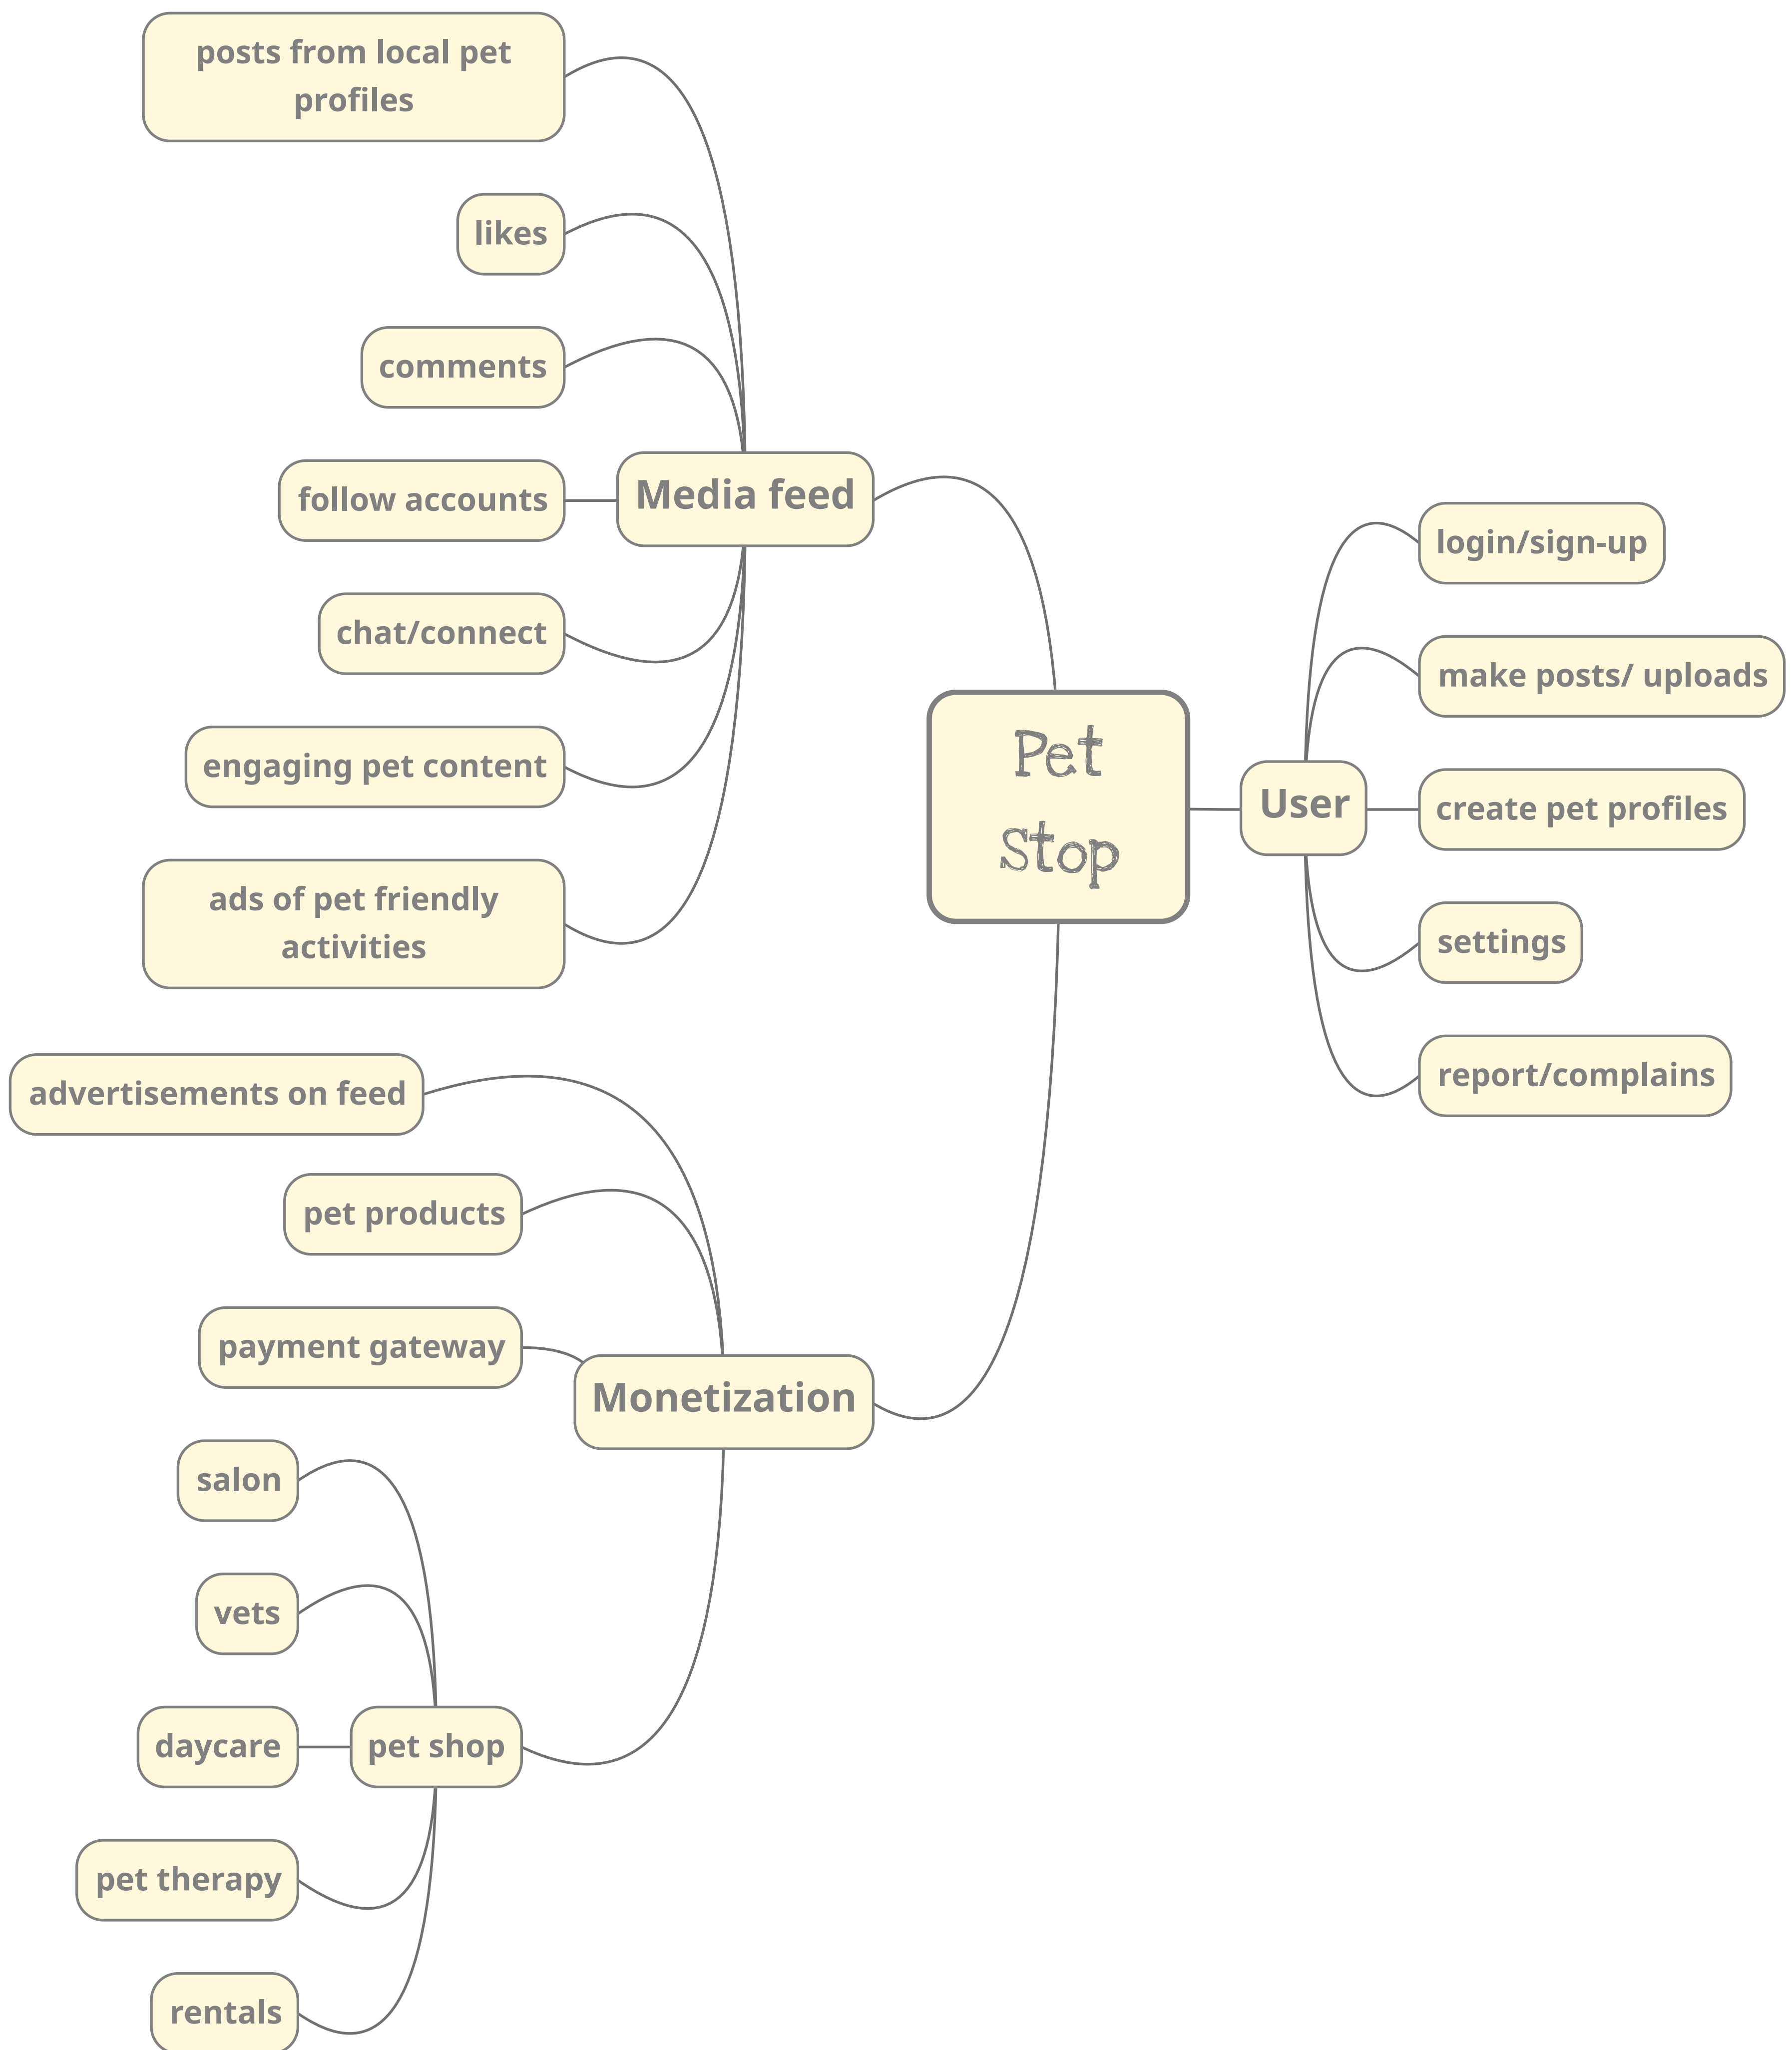 posts from local pet
profiles
likes
comments
follow accounts
Media feed
chat/connect
engaging pet content
ads of pet friendly
activities
Pet
Stop
User
login/sign-up
make posts/ uploads
create pet profiles
settings
report/complains
advertisements on feed
pet products
payment gateway
Monetization
salon
vets
daycare
pet shop
pet therapy
rentals